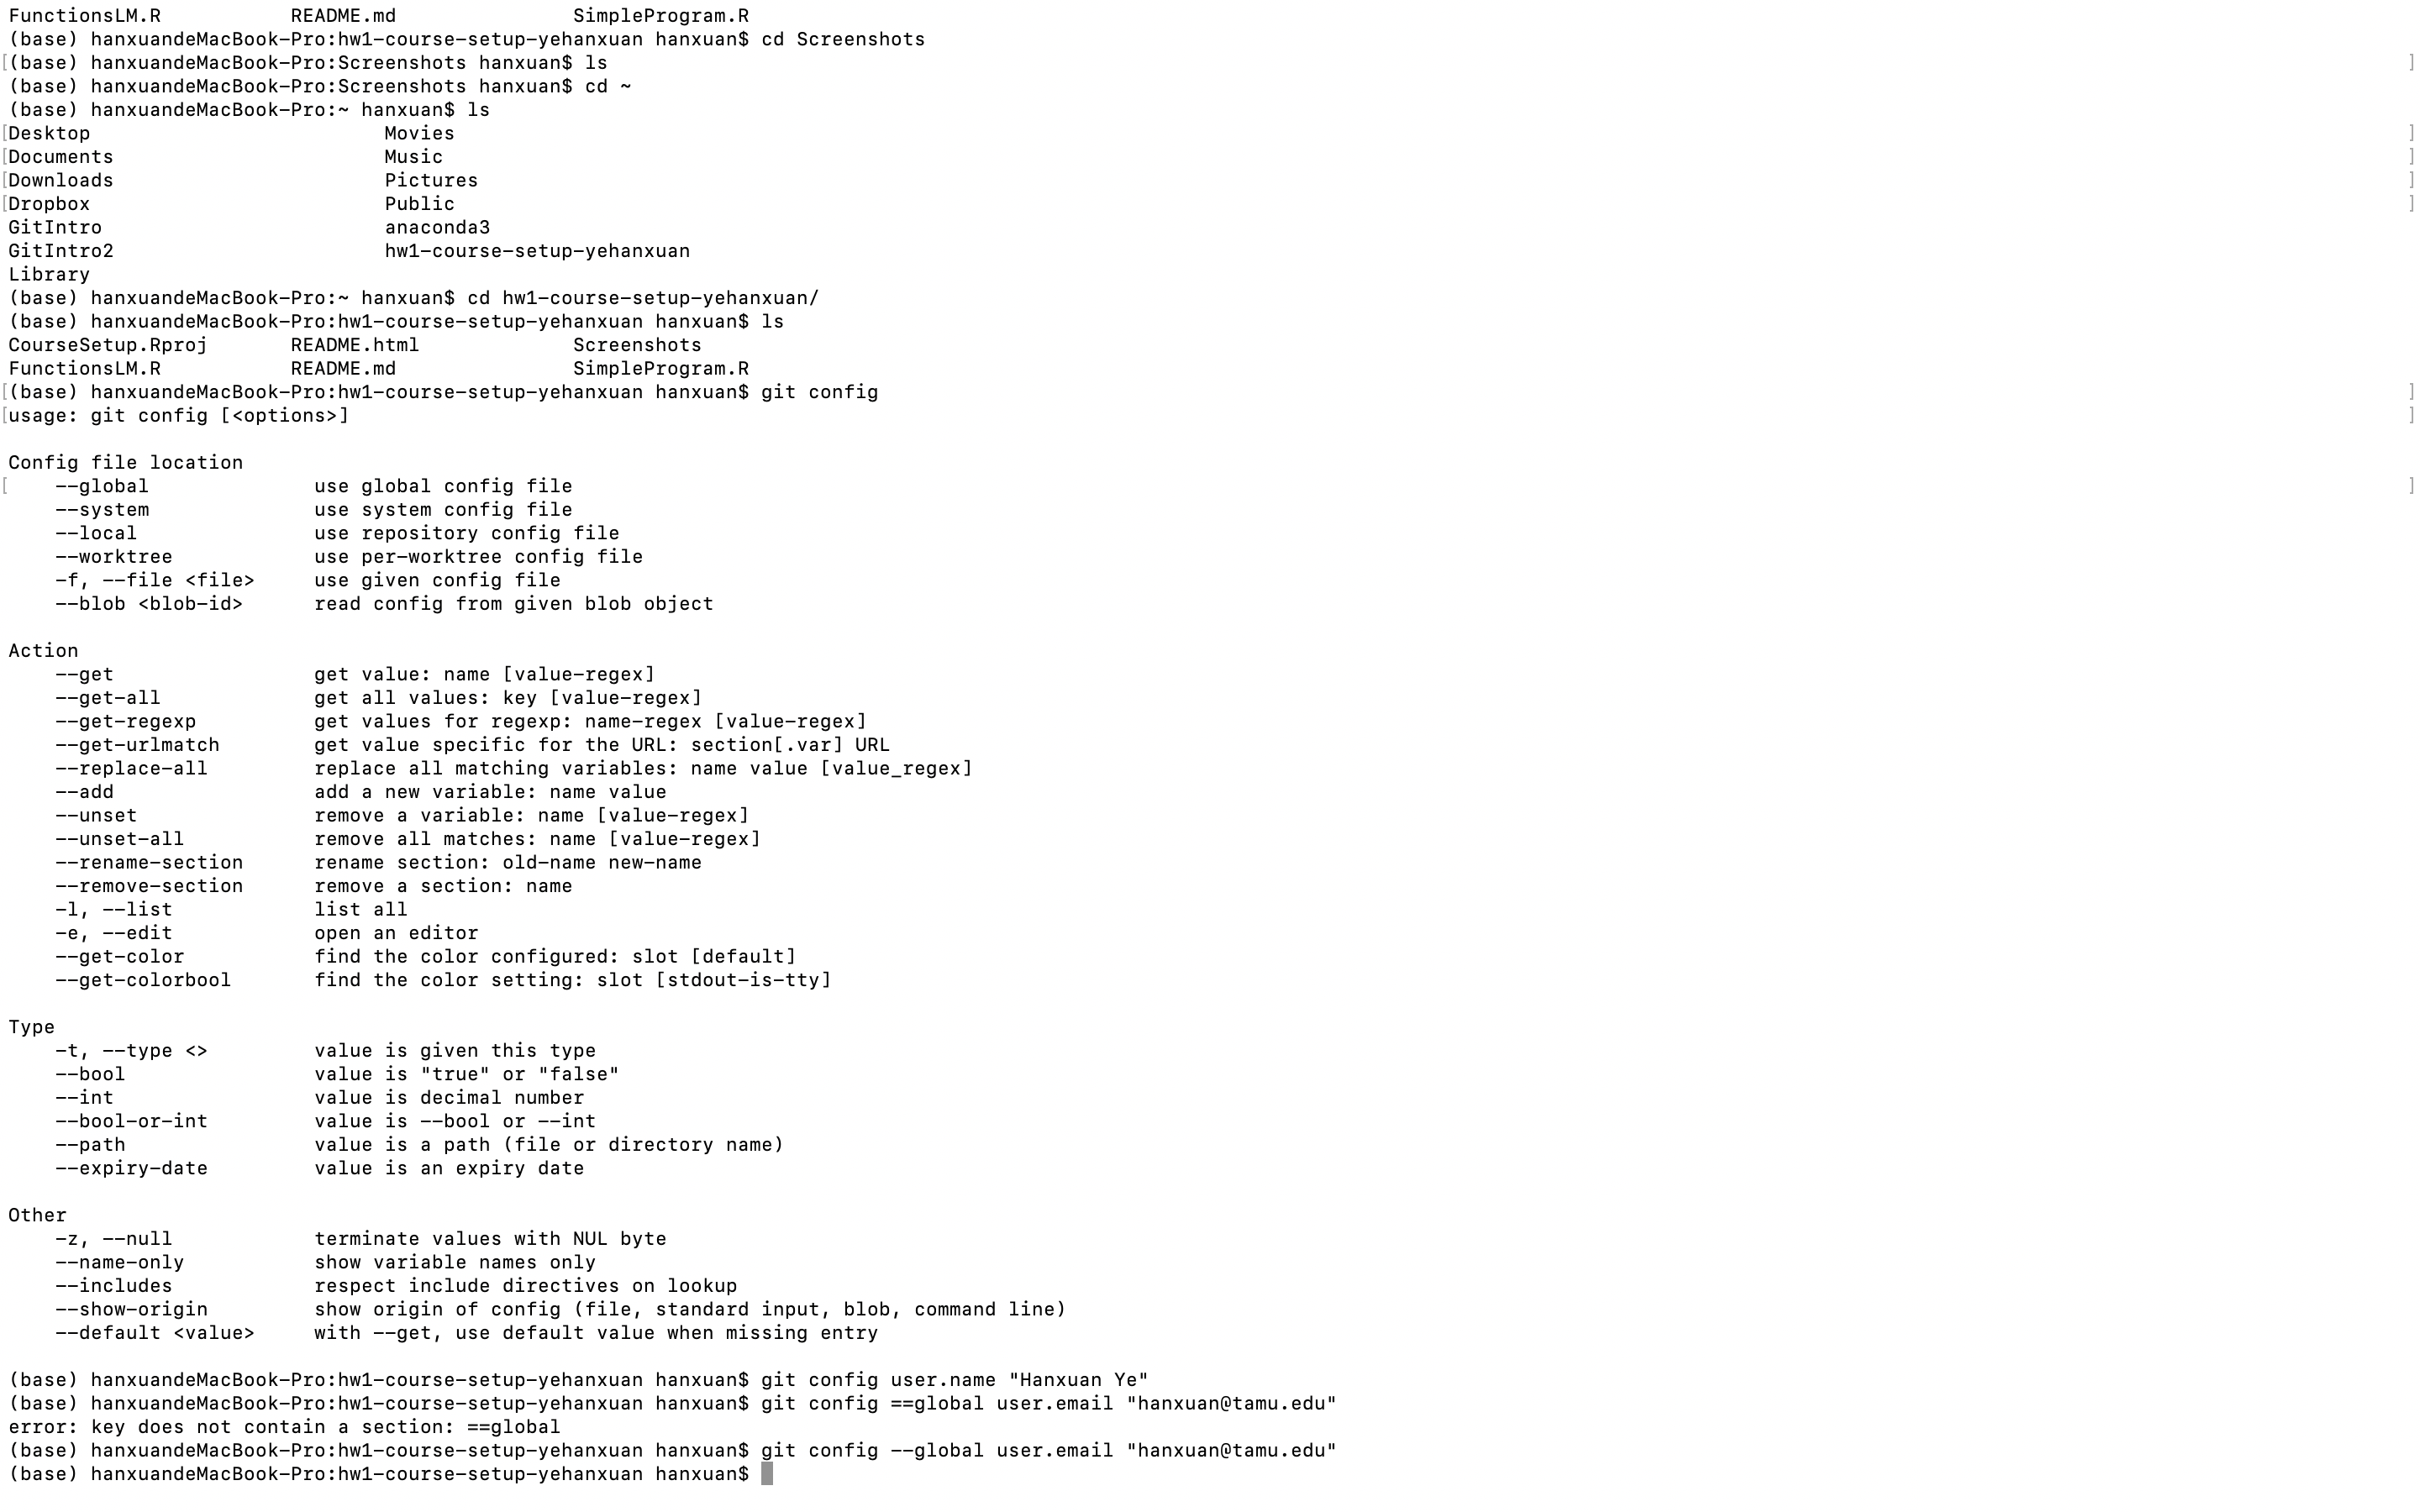 FunctionsLM.R           README.md               SimpleProgram.R
(base) hanxuandeMacBook-Pro:hw1-course-setup-yehanxuan hanxuan$ cd Screenshots
[(base) hanxuandeMacBook-Pro:Screenshots hanxuan$ ls ]
(base) hanxuandeMacBook-Pro:Screenshots hanxuan$ cd ~
(base) hanxuandeMacBook-Pro:~ hanxuan$ ls
[Desktop                         Movies ]
[Documents                       Music ]
[Downloads                       Pictures ]
[Dropbox                         Public ]
GitIntro                        anaconda3
GitIntro2                       hw1-course-setup-yehanxuan
Library
(base) hanxuandeMacBook-Pro:~ hanxuan$ cd hw1-course-setup-yehanxuan/
(base) hanxuandeMacBook-Pro:hw1-course-setup-yehanxuan hanxuan$ ls
CourseSetup.Rproj       README.html             Screenshots
FunctionsLM.R           README.md               SimpleProgram.R
[(base) hanxuandeMacBook-Pro:hw1-course-setup-yehanxuan hanxuan$ git config ]
[usage: git config [<options>] ]

Config file location
[    --global              use global config file ]
    --system              use system config file
    --local               use repository config file
    --worktree            use per-worktree config file
    -f, --file <file>     use given config file
    --blob <blob-id>      read config from given blob object

Action
    --get                 get value: name [value-regex]
    --get-all             get all values: key [value-regex]
    --get-regexp          get values for regexp: name-regex [value-regex]
    --get-urlmatch        get value specific for the URL: section[.var] URL
    --replace-all         replace all matching variables: name value [value_regex]
    --add                 add a new variable: name value
    --unset               remove a variable: name [value-regex]
    --unset-all           remove all matches: name [value-regex]
    --rename-section      rename section: old-name new-name
    --remove-section      remove a section: name
    -l, --list            list all
    -e, --edit            open an editor
    --get-color           find the color configured: slot [default]
    --get-colorbool       find the color setting: slot [stdout-is-tty]

Type
    -t, --type <>         value is given this type
    --bool                value is "true" or "false"
    --int                 value is decimal number
    --bool-or-int         value is --bool or --int
    --path                value is a path (file or directory name)
    --expiry-date         value is an expiry date

Other
    -z, --null            terminate values with NUL byte
    --name-only           show variable names only
    --includes            respect include directives on lookup
    --show-origin         show origin of config (file, standard input, blob, command line)
    --default <value>     with --get, use default value when missing entry

(base) hanxuandeMacBook-Pro:hw1-course-setup-yehanxuan hanxuan$ git config user.name "Hanxuan Ye"
(base) hanxuandeMacBook-Pro:hw1-course-setup-yehanxuan hanxuan$ git config ==global user.email "hanxuan@tamu.edu"
error: key does not contain a section: ==global
(base) hanxuandeMacBook-Pro:hw1-course-setup-yehanxuan hanxuan$ git config --global user.email "hanxuan@tamu.edu"
(base) hanxuandeMacBook-Pro:hw1-course-setup-yehanxuan hanxuan$